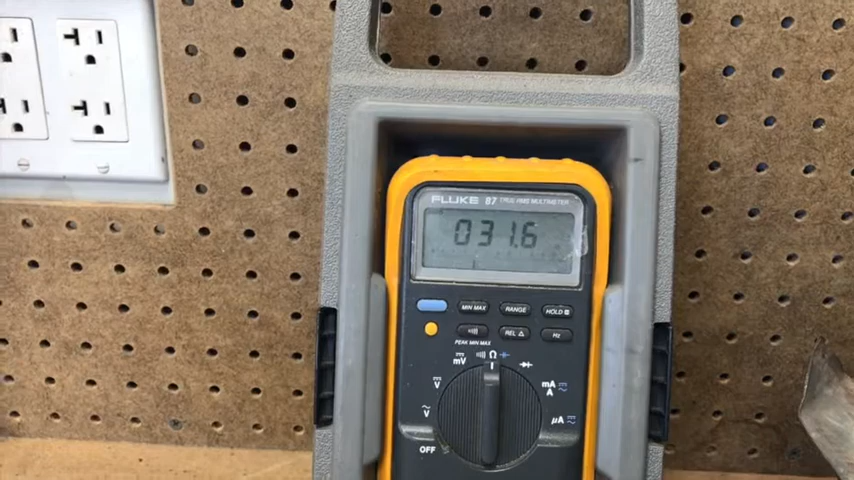 FLUKE 87 TRUE RMS MULTIMETER
031.6
MIN MAX RANGE HOLD
REL △ Hz
PEAK MIN MAX
mV Ω
V mA
A
V µA
OFF